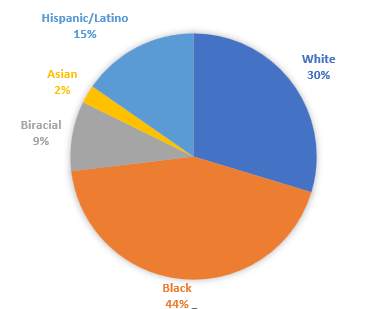 Hispanic/Latino
15%
White
30%
Asian
2%
Biracial
9%
Black
44% _